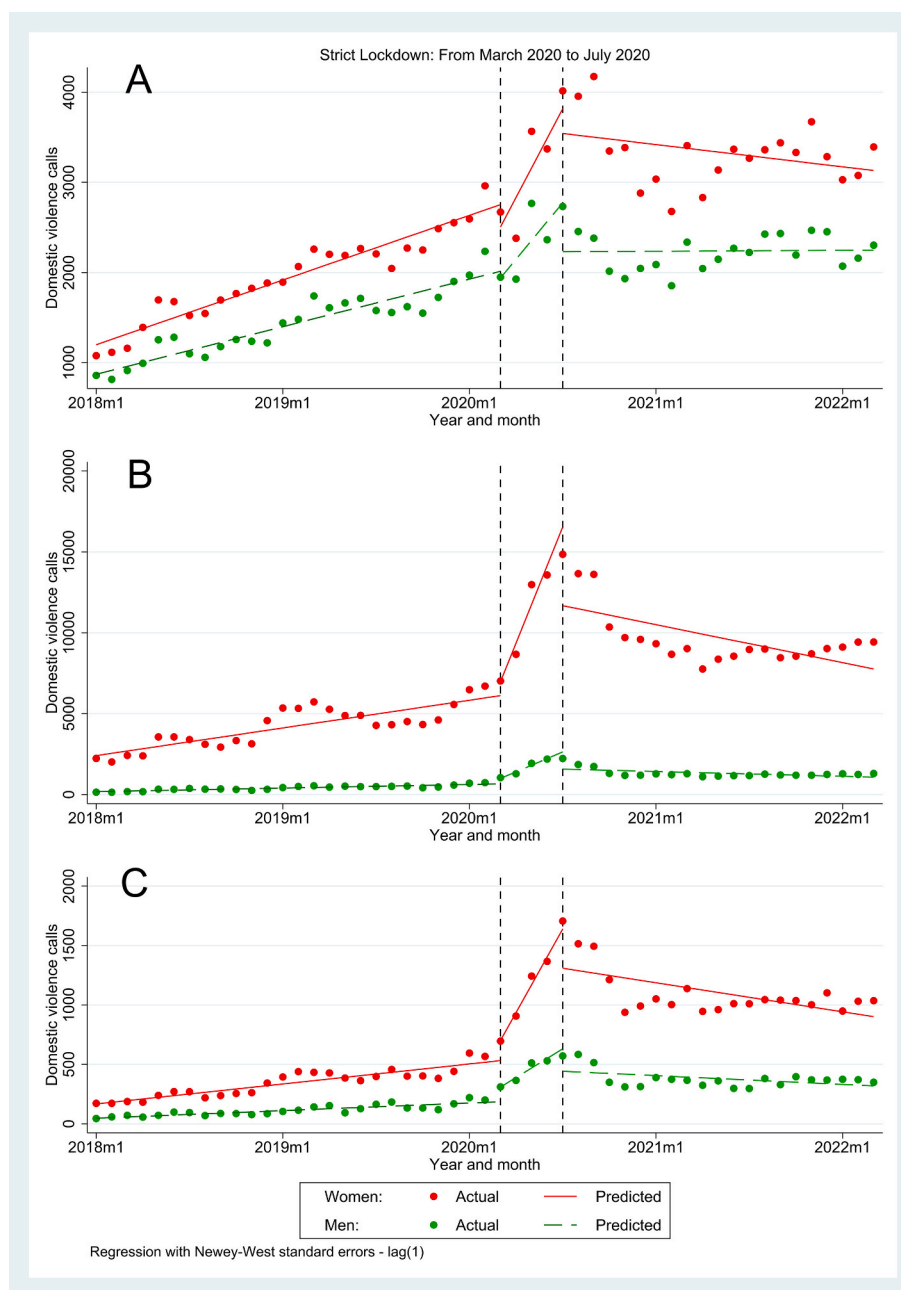 Strict Lockdown: From March 2020 to July 2020
A
Domestic violence calls
4000
3000
2000
1000
2018m1 2019m1 2020m1 2021m1 2022m1
Year and month
B
Domestic violence calls
20000
15000
10000
5000
0
2018m1 2019m1 2020m1 2021m1 2022m1
Year and month
C
Domestic violence calls
2000
1500
1000
500
0
2018m1 2019m1 2020m1 2021m1 2022m1
Year and month
Women: Actual Predicted
Men: Actual Predicted
Regression with Newey-West standard errors - lag(1)